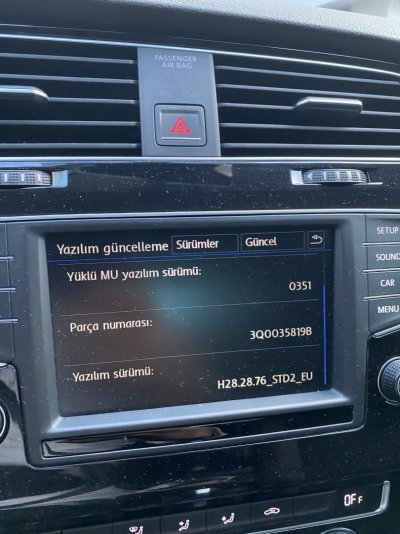 PASSENGER
AIR BAG
SETUP
Yazılım güncelleme Sürümler Güncel
SOUND
Yüklü MU yazılım sürümü:
0351
CAR
MENU
Parça numarası:
3Q0035819B
Yazılım sürümü:
H28.28.76_STD2_EU
OFF